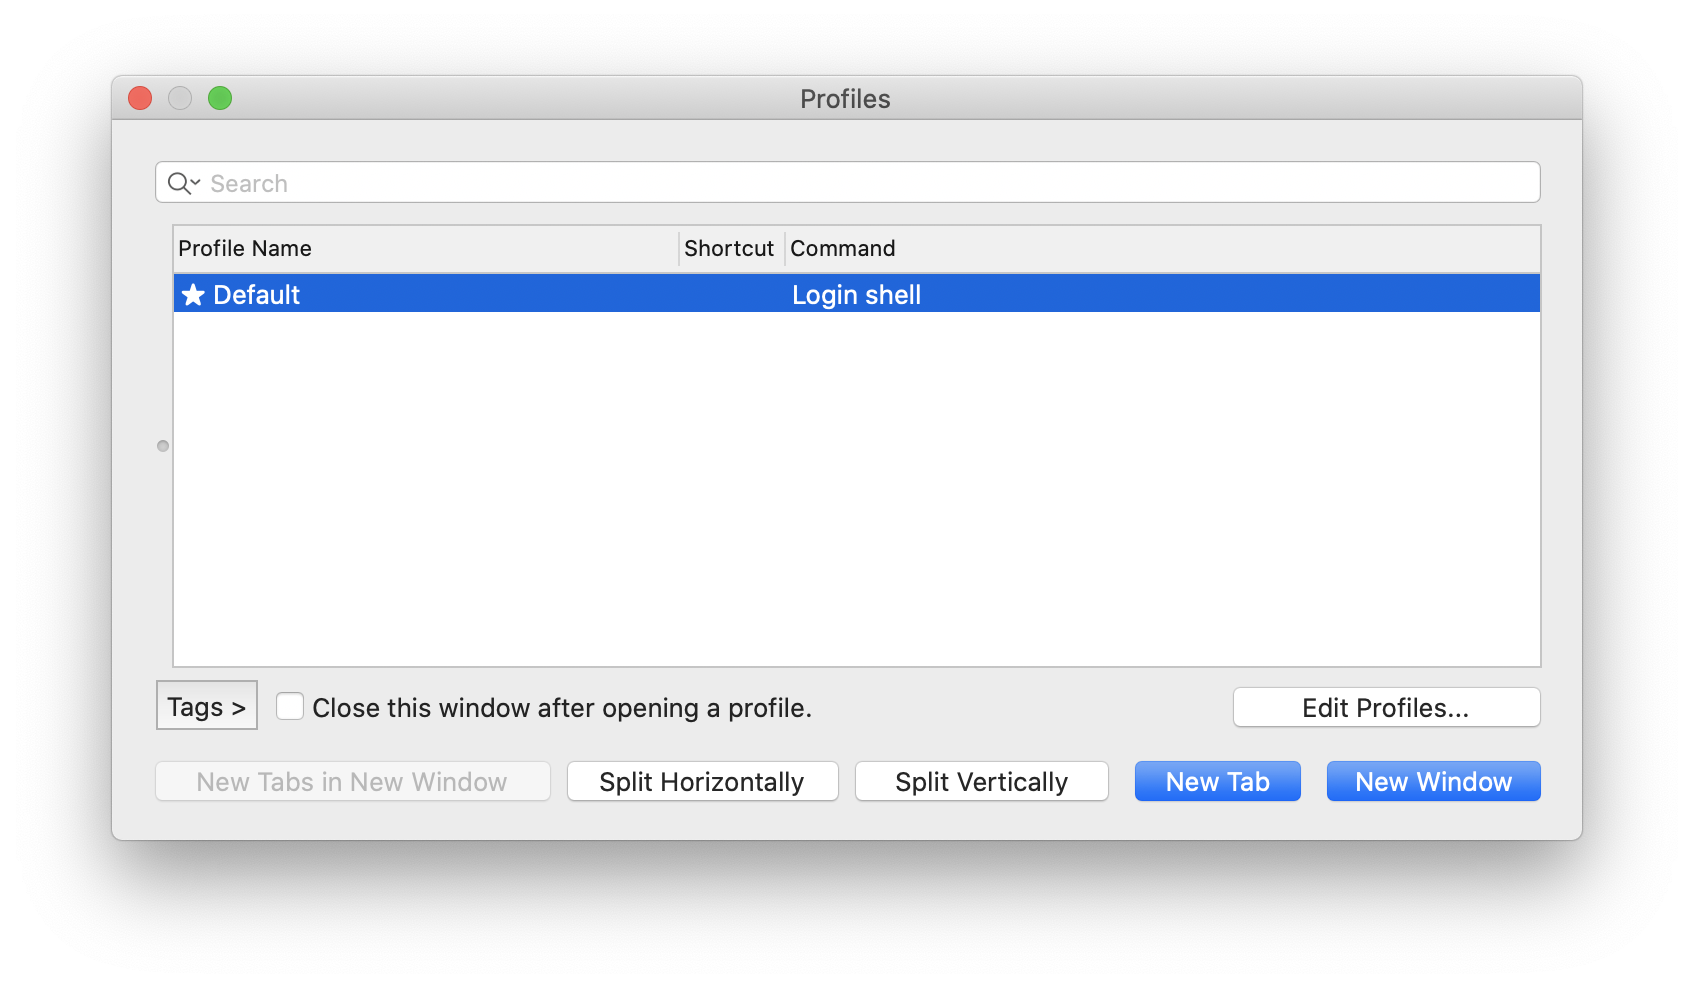 Profiles
Search
Profile Name Shortcut Command
★ Default Login shell
Tags > Close this window after opening a profile. Edit Profiles...
New Tabs in New Window Split Horizontally Split Vertically New Tab New Window